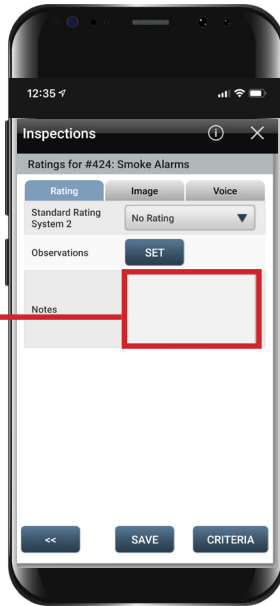 12:35
Inspections
Ratings for #424: Smoke Alarms
Rating Image Voice
Standard Rating
System 2
No Rating
Observations SET
Notes
<< SAVE CRITERIA